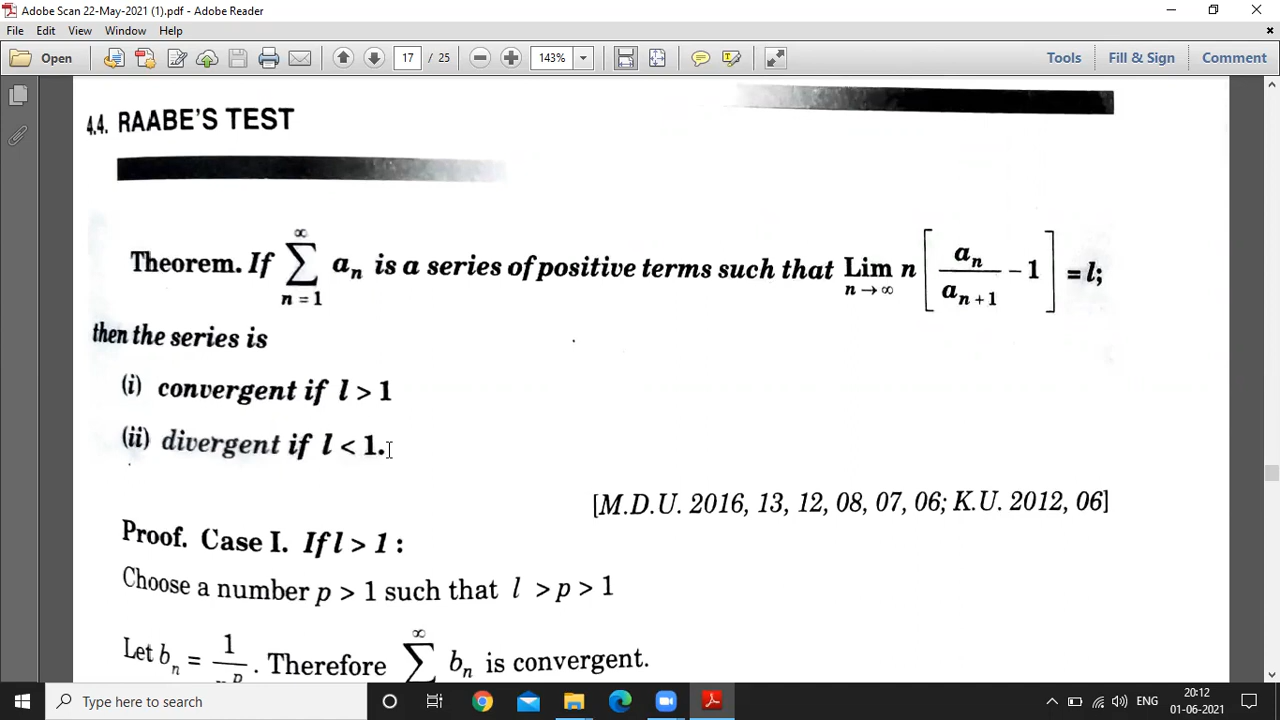 Adobe Scan 22-May-2021 (1).pdf - Adobe Reader
File Edit View Window Help
Open 17 / 25 143% Tools Fill & Sign Comment
4.4. RAABE'S TEST
Theorem. If ∑_{n = 1}^{∞} a_n is a series of positive terms such that Lim_{n → ∞} n [ a_n / a_{n + 1} − 1 ] = l;
then the series is
(i) convergent if l > 1
(ii) divergent if l < 1.
[M.D.U. 2016, 13, 12, 08, 07, 06; K.U. 2012, 06]
Proof. Case I. If l > 1 :
Choose a number p > 1 such that l > p > 1
Let b_n = 1 / n^p . Therefore ∑^{∞} b_n is convergent.
Type here to search
ENG
20:12
01-06-2021